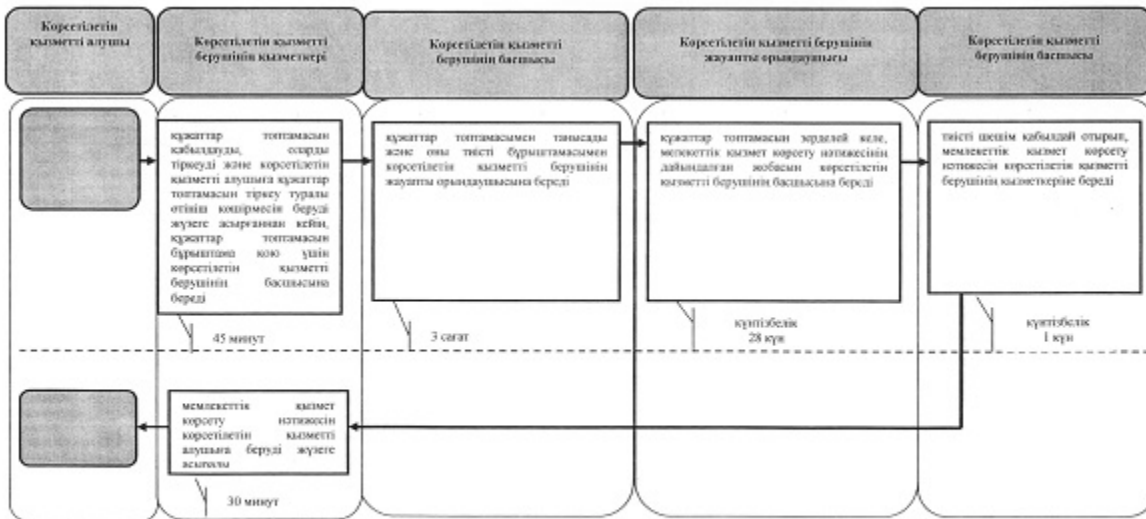 Көрсетілетін
қызметті алушы
Көрсетілетін қызметті
берушінің қызметкері
Көрсетілетін қызметті
берушінің басшысы
Көрсетілетін қызметті берушінің
жауапты орындаушысы
Көрсетілетін қызметті
берушінің басшысы
құжаттар топтамасын
қабылдауды, оларды
тіркеуді және көрсетілетін
қызметті алушыға құжаттар
топтамасын тіркеу туралы
өтініш көшірмесін беруді
жүзеге асырғаннан кейін,
құжаттар топтамасын
бұрыштама қою үшін
көрсетілетін қызметті
берушінің басшысына
береді
45 минут
құжаттар топтамасымен танысады
және оны тиісті бұрыштамасымен
көрсетілетін қызметті берушінің
жауапты орындаушысына береді
3 сағат
құжаттар топтамасын зерделей келе,
мемлекеттік қызмет көрсету нәтижесінің
дайындалған жобасын көрсетілетін
қызметті берушінің басшысына береді
күнтізбелік
28 күн
тиісті шешім қабылдай отырып,
мемлекеттік қызмет көрсету
нәтижесін көрсетілетін қызметті
берушінің қызметкеріне береді
күнтізбелік
1 күн
мемлекеттік қызмет
көрсету нәтижесін
көрсетілетін қызметті
алушыға беруді жүзеге
асырады
30 минут